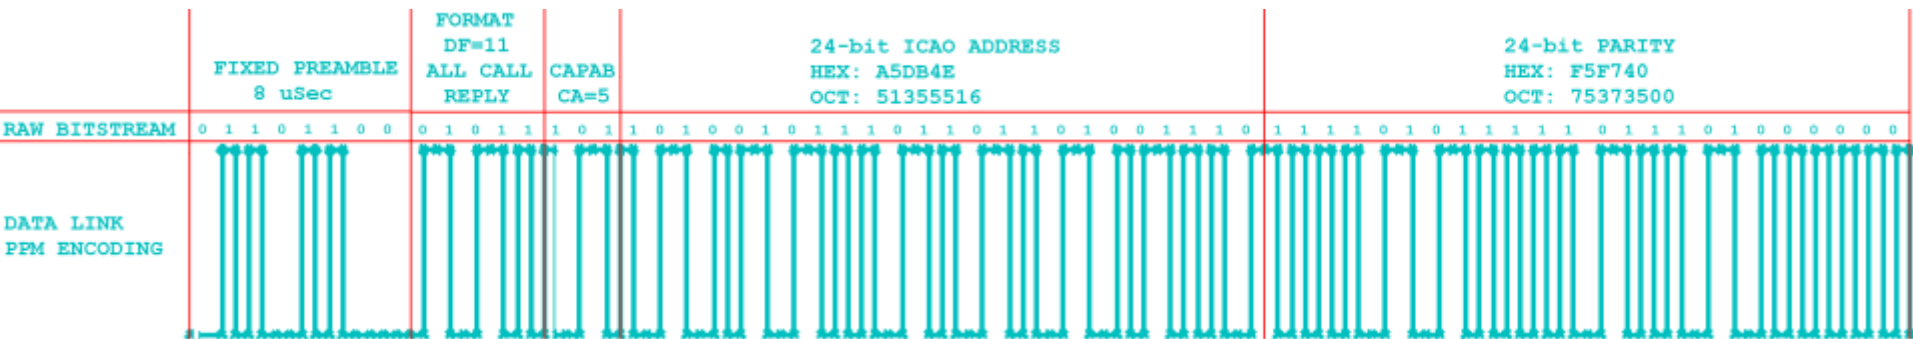 FIXED PREAMBLE
8 uSec
FORMAT
DF=11
ALL CALL
REPLY
CAPAB
CA=5
24-bit ICAO ADDRESS
HEX: A5DB4E
OCT: 51355516
24-bit PARITY
HEX: F5F740
OCT: 75373500
RAW BITSTREAM 0 1 1 0 1 1 0 0 0 1 0 1 1 1 0 1 1 0 1 0 0 1 0 1 1 1 0 1 1 0 1 1 0 1 0 0 1 1 1 0 1 1 1 1 0 1 0 1 1 1 1 1 0 1 1 1 0 1 0 0 0 0 0 0
DATA LINK
PPM ENCODING